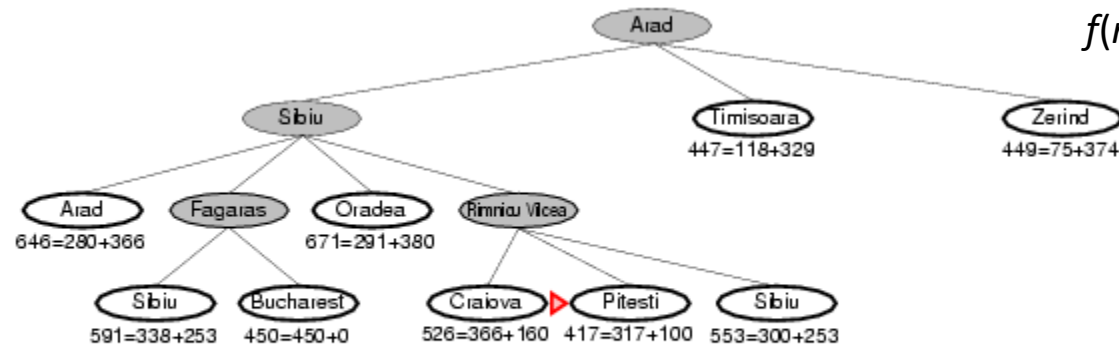 Arad
f(
Sibiu
Timisoara
Zerind
447=118+329
449=75+374
Arad
Fagaras
Oradea
Rimnicu Vilcea
646=280+366
671=291+380
Sibiu
Bucharest
Craiova
Pitesti
Sibiu
591=338+253
450=450+0
526=366+160
417=317+100
553=300+253